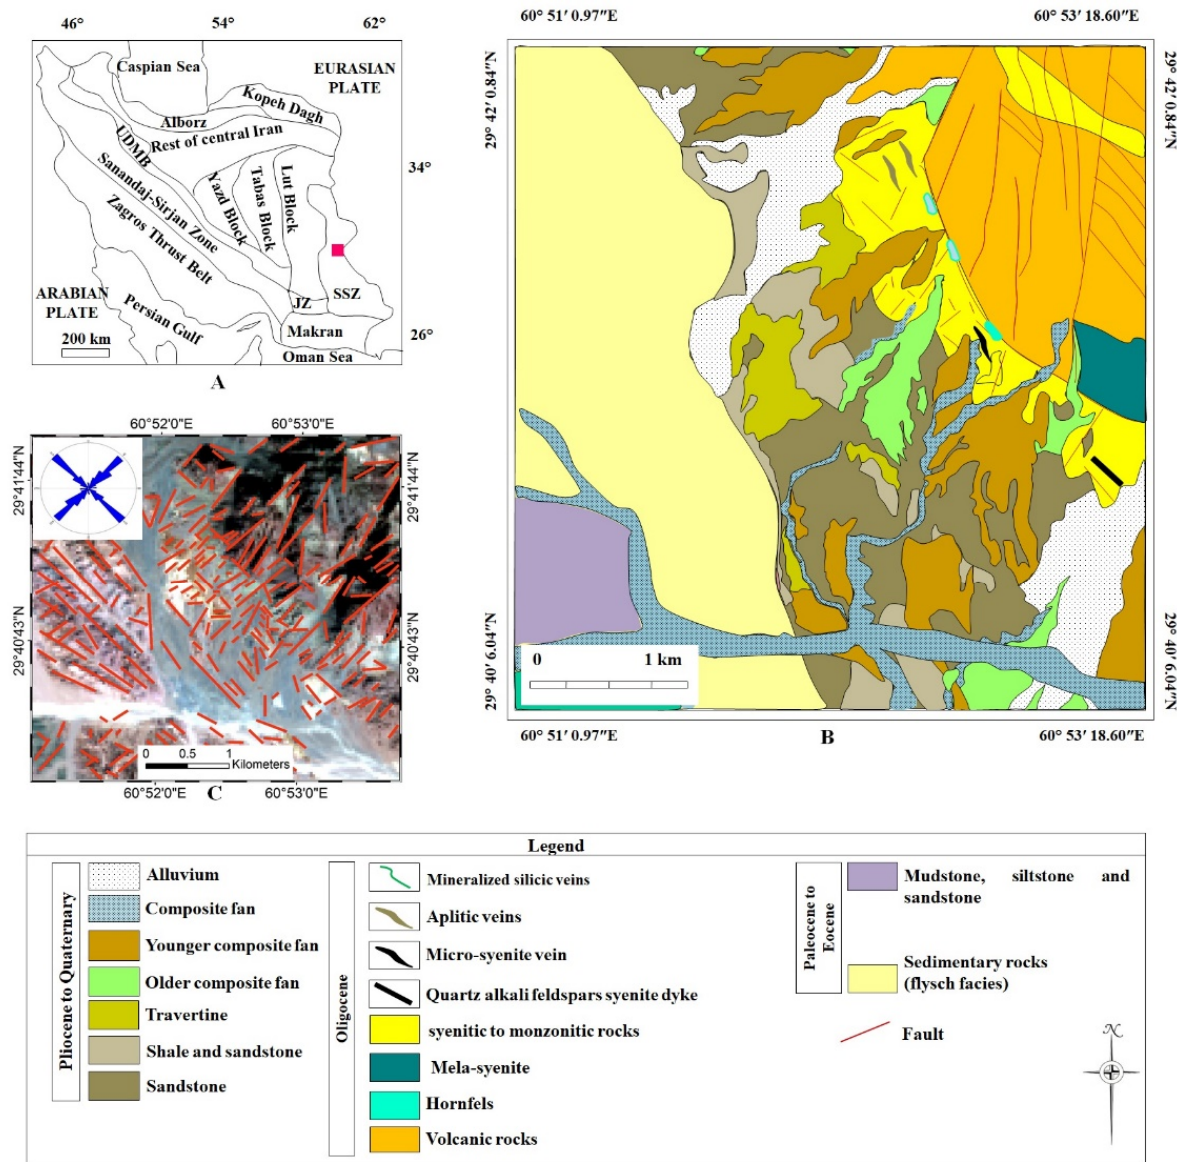 46° 54° 62°
Caspian Sea
EURASIAN
PLATE
Kopeh Dagh
Alborz
Rest of central Iran
UDMB
Sanandaj-Sirjan Zone
Zagros Thrust Belt
Yazd Block
Tabas Block
Lut Block
34°
ARABIAN
PLATE
Persian Gulf
JZ
SSZ
Makran
Oman Sea
26°
200 km
A
60° 51' 0.97"E
60° 53' 18.60"E
29° 42' 0.84"N
29° 42' 0.84"N
29° 40' 6.04"N
29° 40' 6.04"N
0 1 km
60° 51' 0.97"E
B
60° 53' 18.60"E
60°52'0"E 60°53'0"E
29°41'44"N
29°41'44"N
29°40'43"N
29°40'43"N
0 0.5 1
Kilometers
60°52'0"E
C
60°53'0"E
Legend
Pliocene to Quaternary
Alluvium
Composite fan
Younger composite fan
Older composite fan
Travertine
Shale and sandstone
Sandstone
Oligocene
Mineralized silicic veins
Aplitic veins
Micro-syenite vein
Quartz alkali feldspars syenite dyke
syenitic to monzonitic rocks
Mela-syenite
Hornfels
Volcanic rocks
Paleocene to
Eocene
Mudstone, siltstone and
sandstone
Sedimentary rocks
(flysch facies)
Fault
N